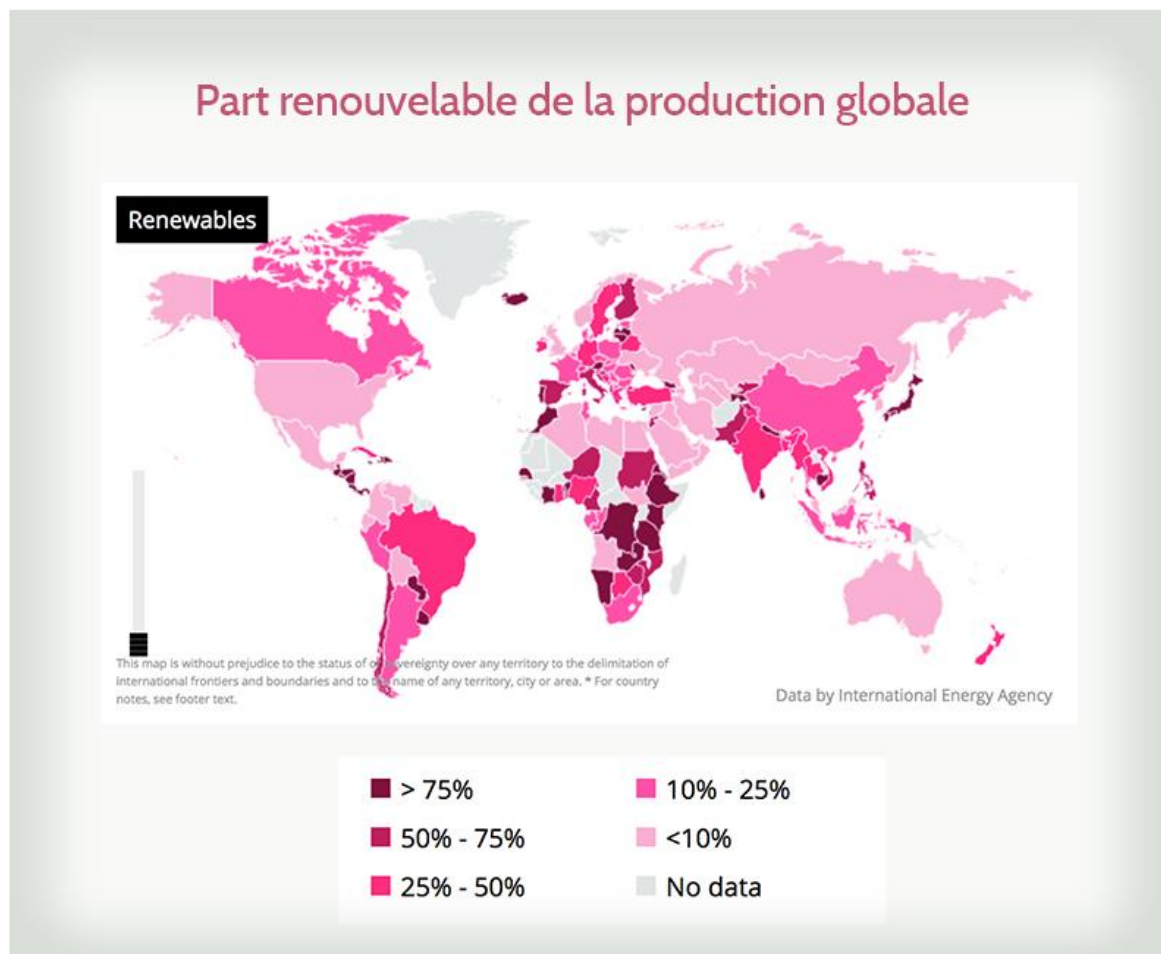 Part renouvelable de la production globale
Renewables
This map is without prejudice to the status of or sovereignty over any territory to the delimitation of
international frontiers and boundaries and to the name of any territory, city or area. * For country
notes, see footer text.
Data by International Energy Agency
> 75%
50% - 75%
25% - 50%
10% - 25%
<10%
No data